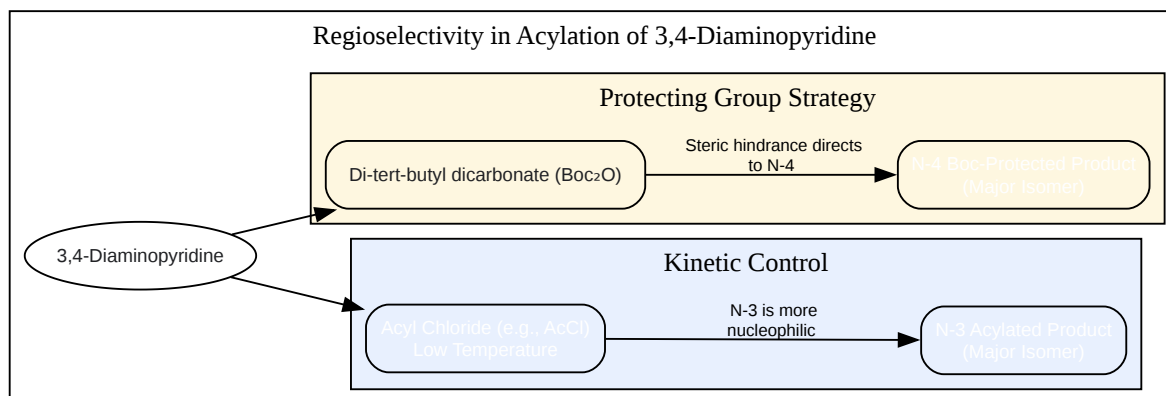 Regioselectivity in Acylation of 3,4-Diaminopyridine
Protecting Group Strategy
Di-tert-butyl dicarbonate (Boc₂O)
Steric hindrance directs
to N-4
N-4 Boc-Protected Product
(Major Isomer)
3,4-Diaminopyridine
Kinetic Control
Acyl Chloride (e.g., AcCl)
Low Temperature
N-3 is more
nucleophilic
N-3 Acylated Product
(Major Isomer)